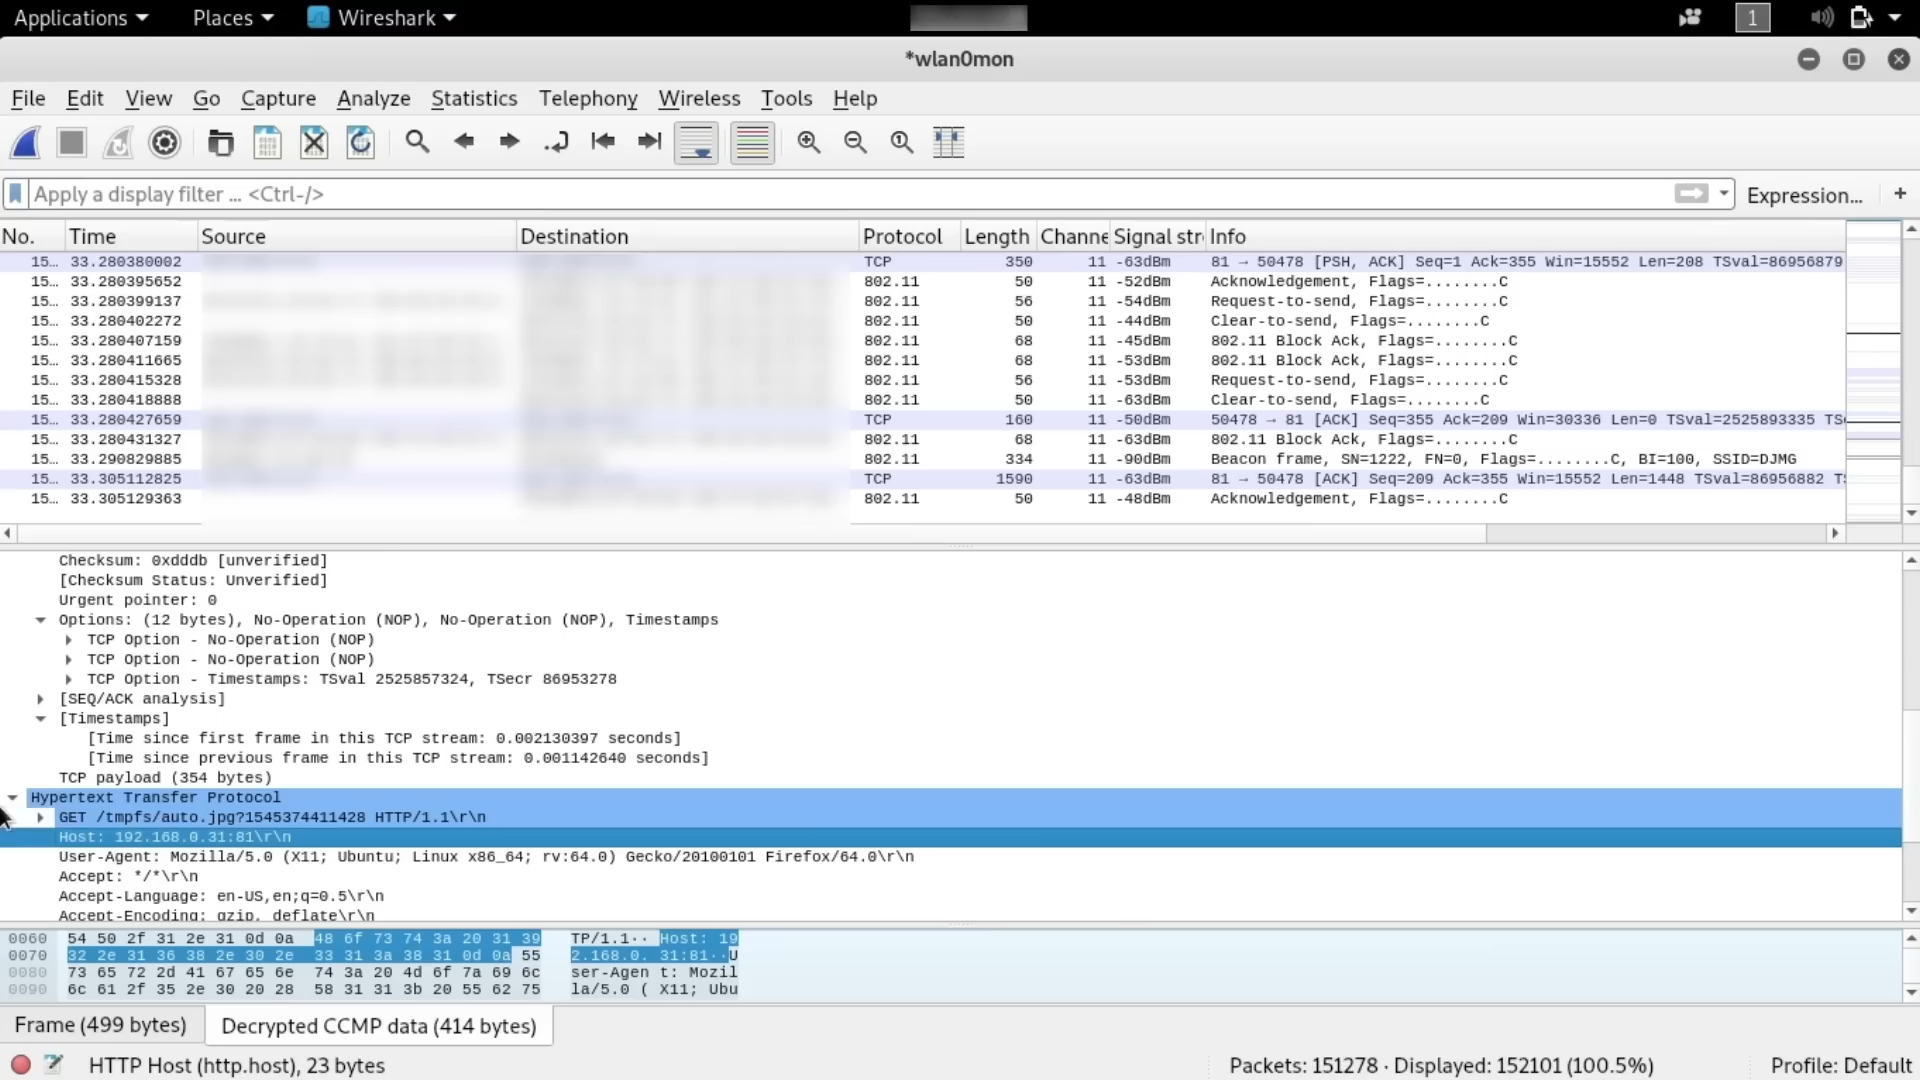 Applications Places Wireshark 1
*wlan0mon
File Edit View Go Capture Analyze Statistics Telephony Wireless Tools Help
Apply a display filter … <Ctrl-/> Expression… +
No. Time Source Destination Protocol Length Channe Signal str Info
15… 33.280380002 TCP 350 11 -63dBm 81 → 50478 [PSH, ACK] Seq=1 Ack=355 Win=15552 Len=208 TSval=86956879
15… 33.280395652 802.11 50 11 -52dBm Acknowledgement, Flags=........C
15… 33.280399137 802.11 56 11 -54dBm Request-to-send, Flags=........C
15… 33.280402272 802.11 50 11 -44dBm Clear-to-send, Flags=........C
15… 33.280407159 802.11 68 11 -45dBm 802.11 Block Ack, Flags=........C
15… 33.280411665 802.11 68 11 -53dBm 802.11 Block Ack, Flags=........C
15… 33.280415328 802.11 56 11 -53dBm Request-to-send, Flags=........C
15… 33.280418888 802.11 50 11 -63dBm Clear-to-send, Flags=........C
15… 33.280427659 TCP 160 11 -50dBm 50478 → 81 [ACK] Seq=355 Ack=209 Win=30336 Len=0 TSval=2525893335 TS
15… 33.280431327 802.11 68 11 -63dBm 802.11 Block Ack, Flags=........C
15… 33.290829885 802.11 334 11 -90dBm Beacon frame, SN=1222, FN=0, Flags=........C, BI=100, SSID=DJMG
15… 33.305112825 TCP 1590 11 -63dBm 81 → 50478 [ACK] Seq=209 Ack=355 Win=15552 Len=1448 TSval=86956882 T
15… 33.305129363 802.11 50 11 -48dBm Acknowledgement, Flags=........C
Checksum: 0xdddb [unverified]
[Checksum Status: Unverified]
Urgent pointer: 0
Options: (12 bytes), No-Operation (NOP), No-Operation (NOP), Timestamps
TCP Option - No-Operation (NOP)
TCP Option - No-Operation (NOP)
TCP Option - Timestamps: TSval 2525857324, TSecr 86953278
[SEQ/ACK analysis]
[Timestamps]
[Time since first frame in this TCP stream: 0.002130397 seconds]
[Time since previous frame in this TCP stream: 0.001142640 seconds]
TCP payload (354 bytes)
Hypertext Transfer Protocol
GET /tmpfs/auto.jpg?1545374411428 HTTP/1.1\r\n
Host: 192.168.0.31:81\r\n
User-Agent: Mozilla/5.0 (X11; Ubuntu; Linux x86_64; rv:64.0) Gecko/20100101 Firefox/64.0\r\n
Accept: */*\r\n
Accept-Language: en-US,en;q=0.5\r\n
Accept-Encoding: gzip, deflate\r\n
0060 54 50 2f 31 2e 31 0d 0a 48 6f 73 74 3a 20 31 39 TP/1.1·· Host: 19
0070 32 2e 31 36 38 2e 30 2e 33 31 3a 38 31 0d 0a 55 2.168.0. 31:81··U
0080 73 65 72 2d 41 67 65 6e 74 3a 20 4d 6f 7a 69 6c ser-Agen t: Mozil
0090 6c 61 2f 35 2e 30 20 28 58 31 31 3b 20 55 62 75 la/5.0 ( X11; Ubu
Frame (499 bytes) Decrypted CCMP data (414 bytes)
HTTP Host (http.host), 23 bytes Packets: 151278 · Displayed: 152101 (100.5%) Profile: Default